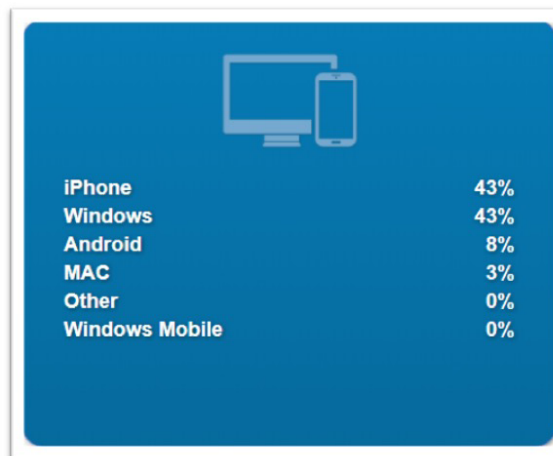 iPhone 43%
Windows 43%
Android 8%
MAC 3%
Other 0%
Windows Mobile 0%